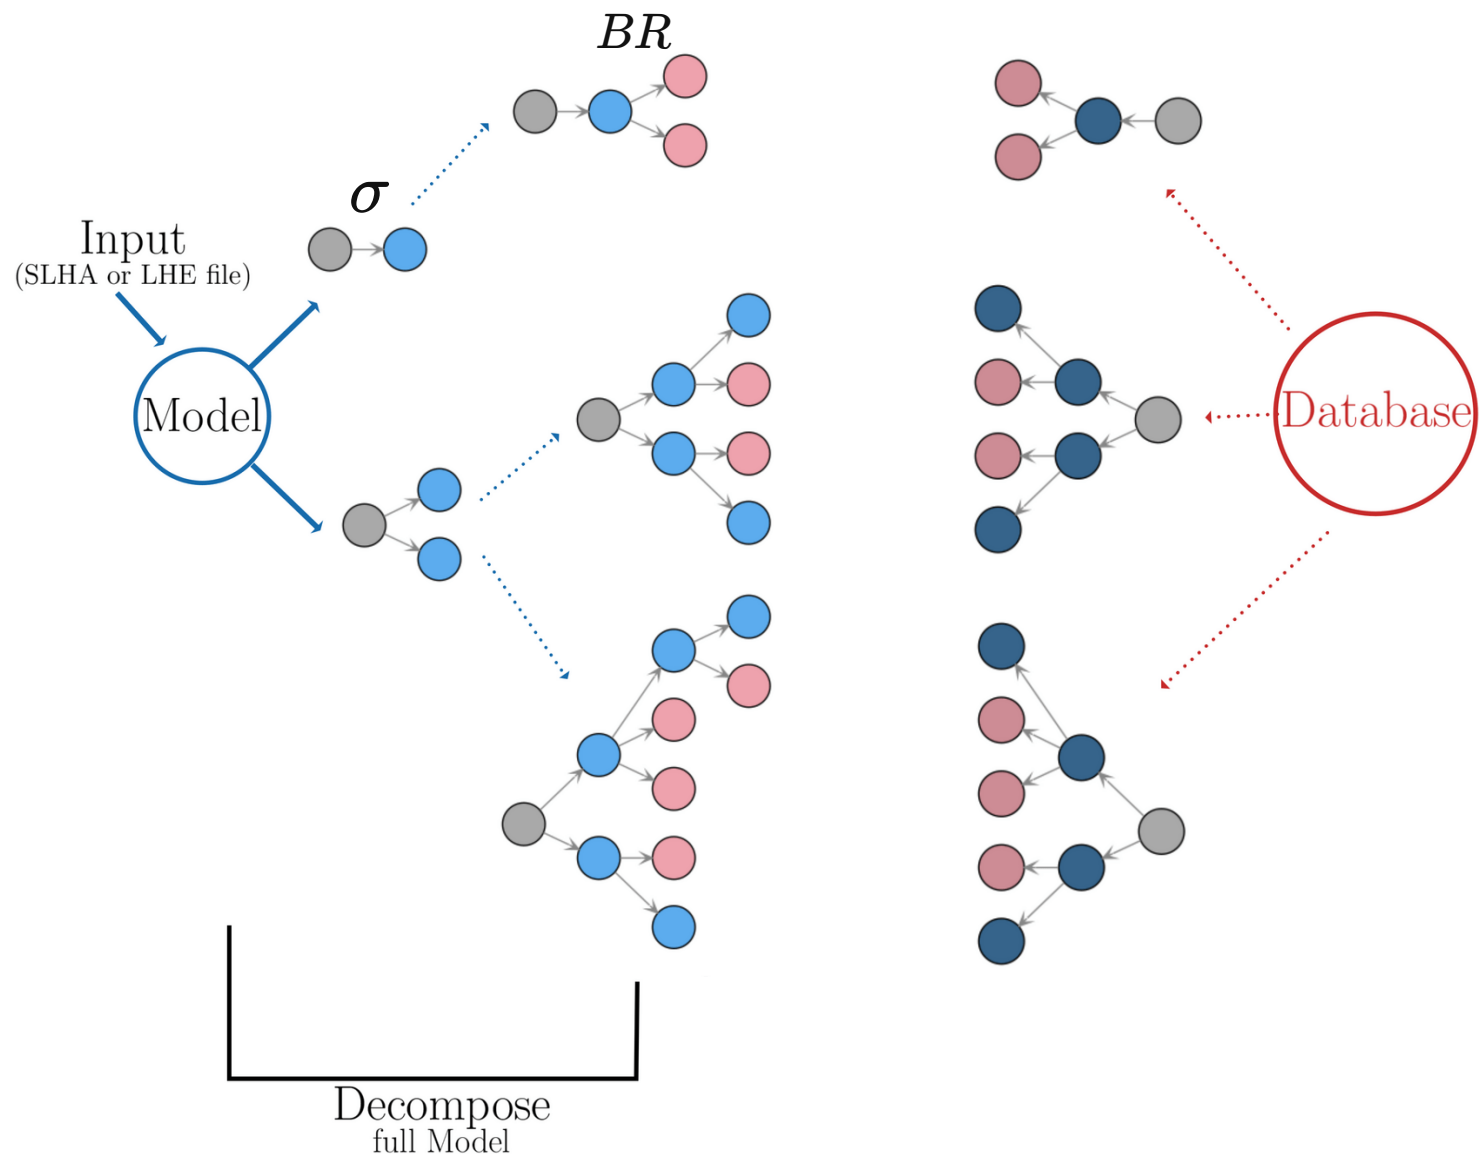 BR
σ
Input
(SLHA or LHE file)
Model
Database
Decompose
full Model